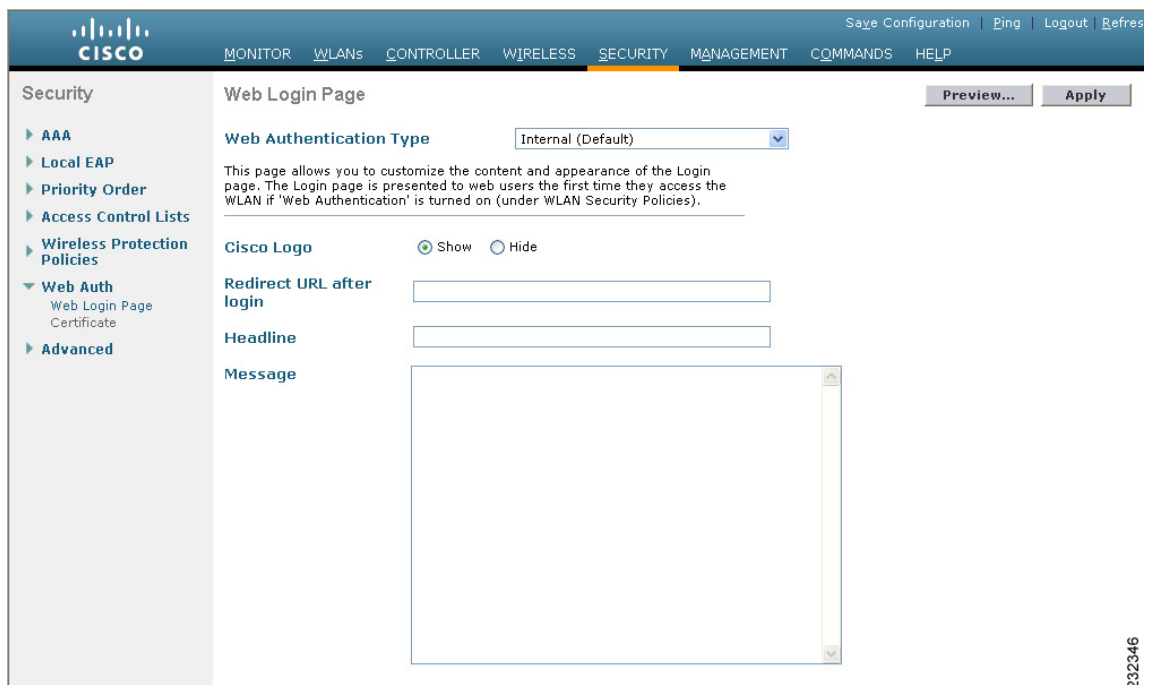 Save Configuration | Ping | Logout | Refres
CISCO
MONITOR WLANs CONTROLLER WIRELESS SECURITY MANAGEMENT COMMANDS HELP
Security
AAA
Local EAP
Priority Order
Access Control Lists
Wireless Protection
Policies
Web Auth
Web Login Page
Certificate
Advanced
Web Login Page
Preview... Apply
Web Authentication Type Internal (Default)
This page allows you to customize the content and appearance of the Login
page. The Login page is presented to web users the first time they access the
WLAN if 'Web Authentication' is turned on (under WLAN Security Policies).
Cisco Logo Show Hide
Redirect URL after
login
Headline
Message
232346